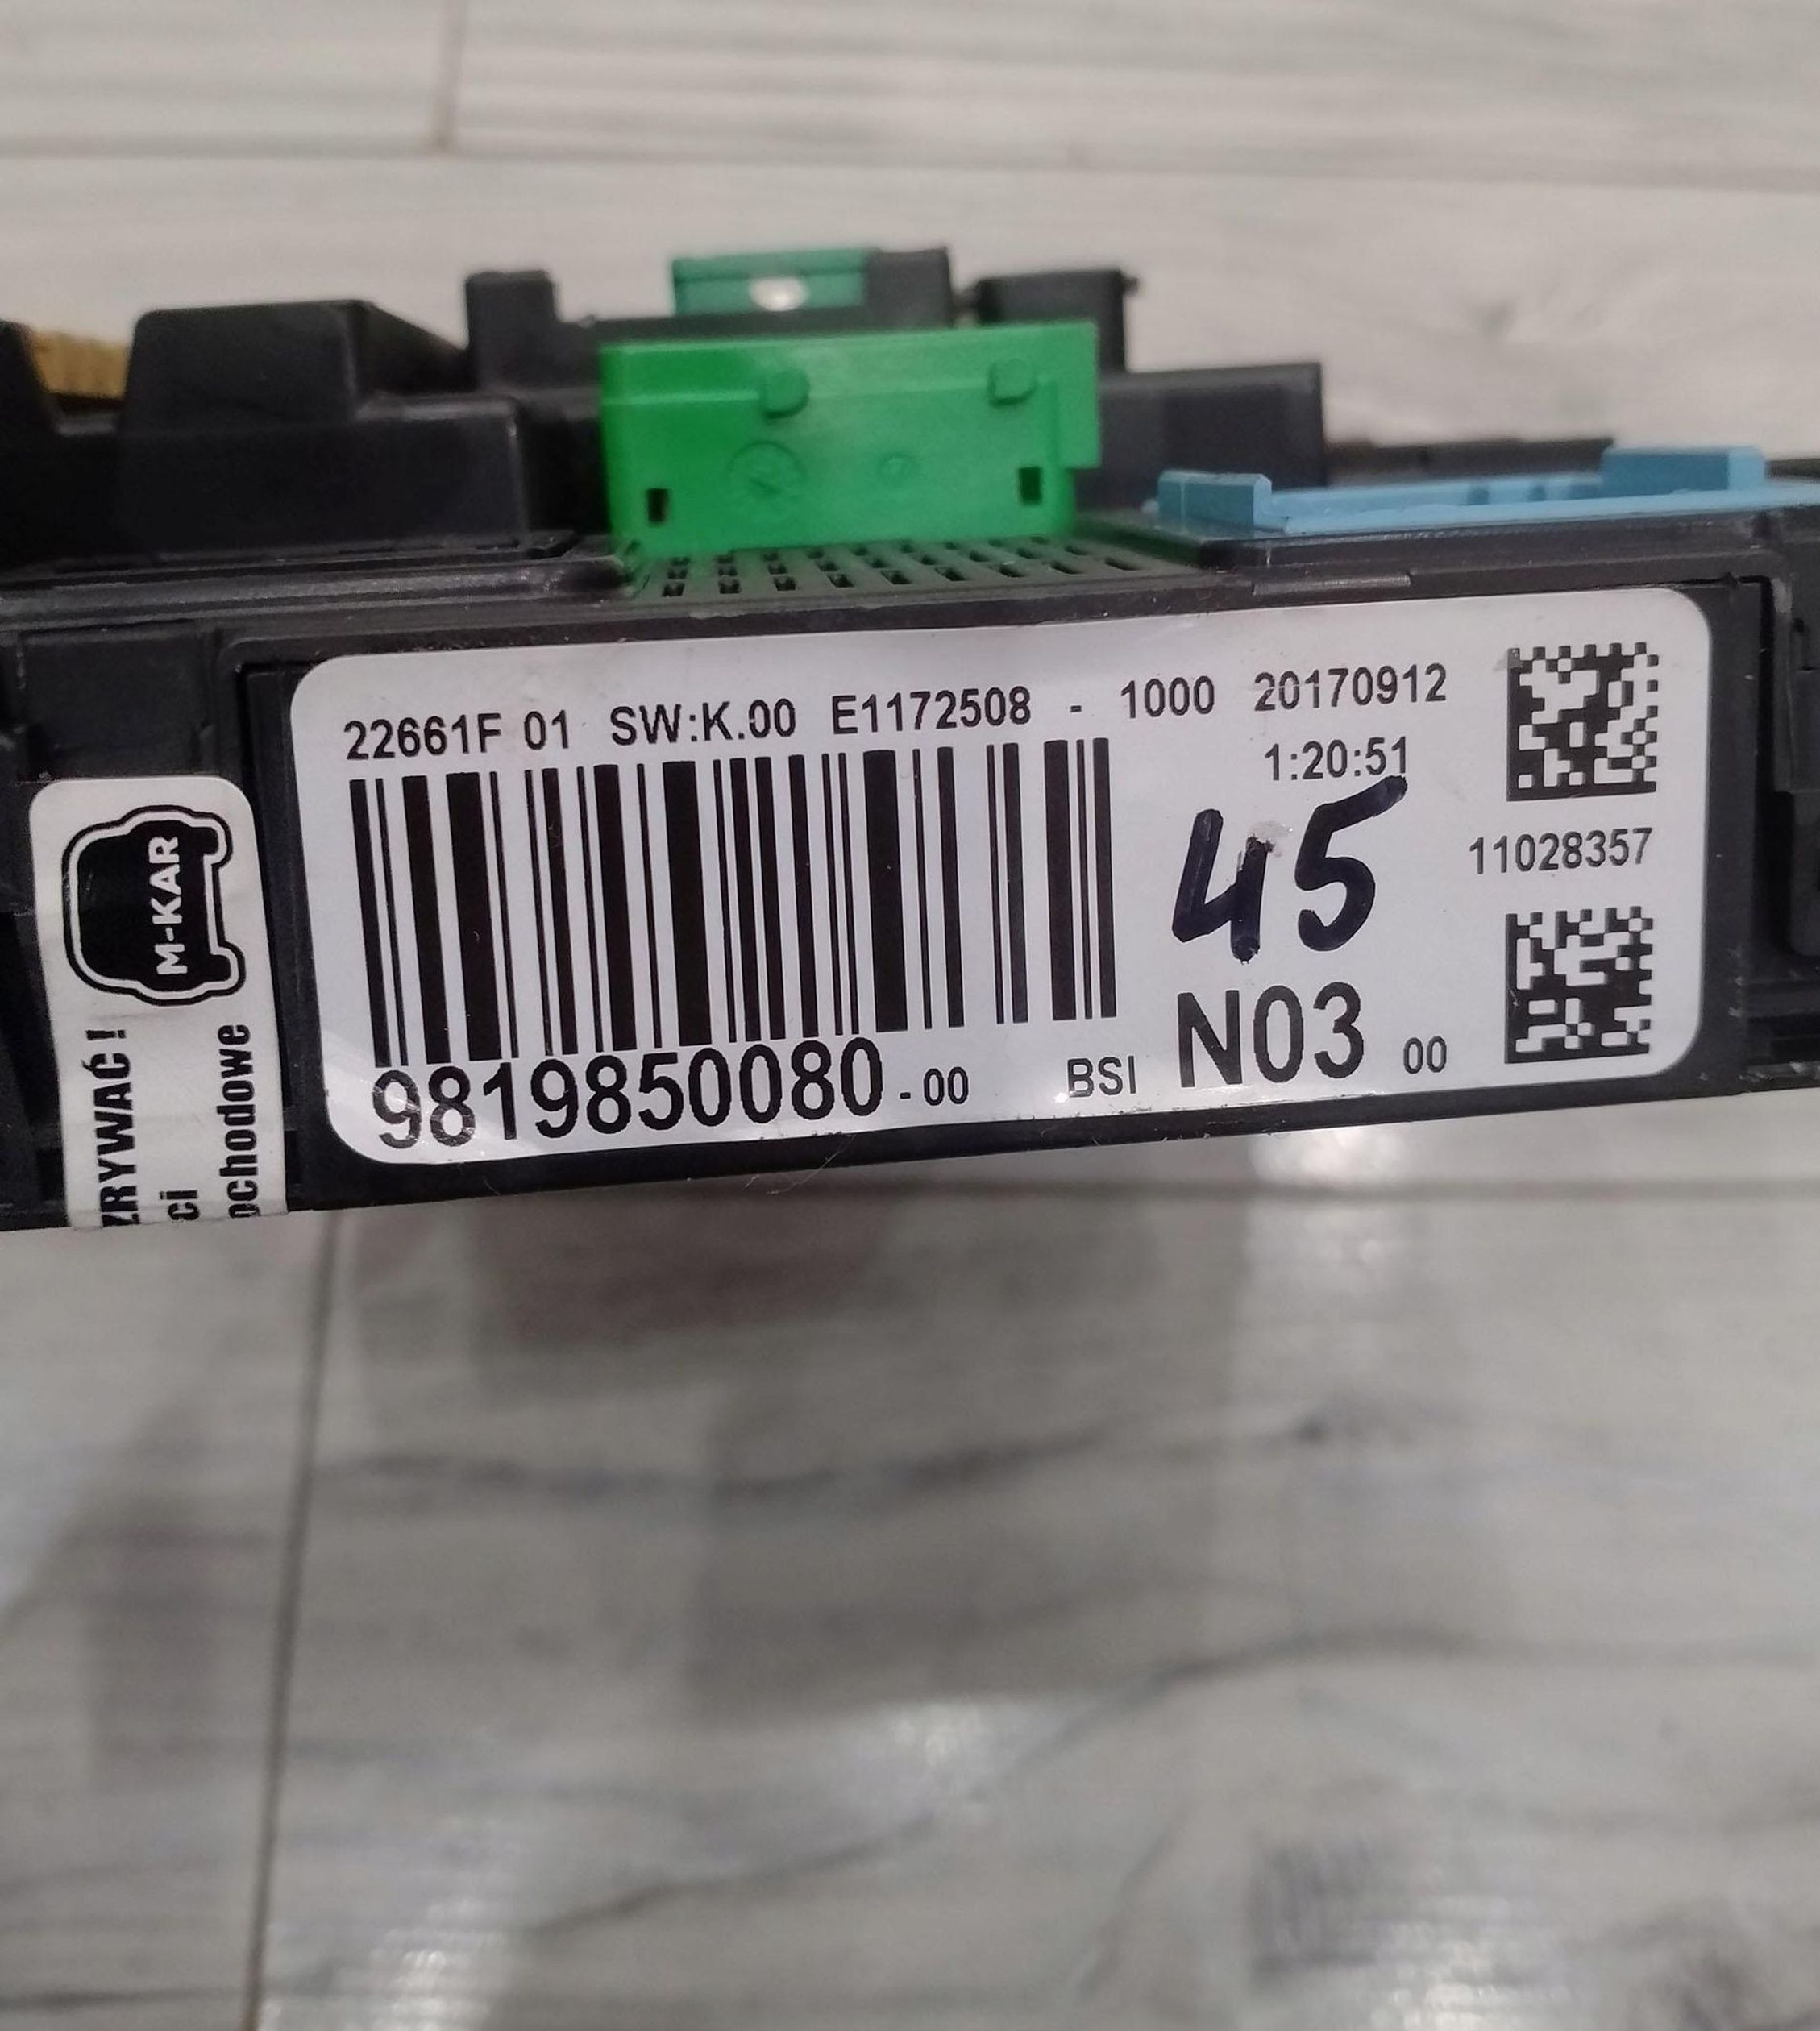 22661F 01 SW:K.00 E1172508 - 1000 20170912
1:20:51
45
11028357
9819850080-00 BSI N03 00
M-KAR
ZRYWAĆ!
ci
ochodowe